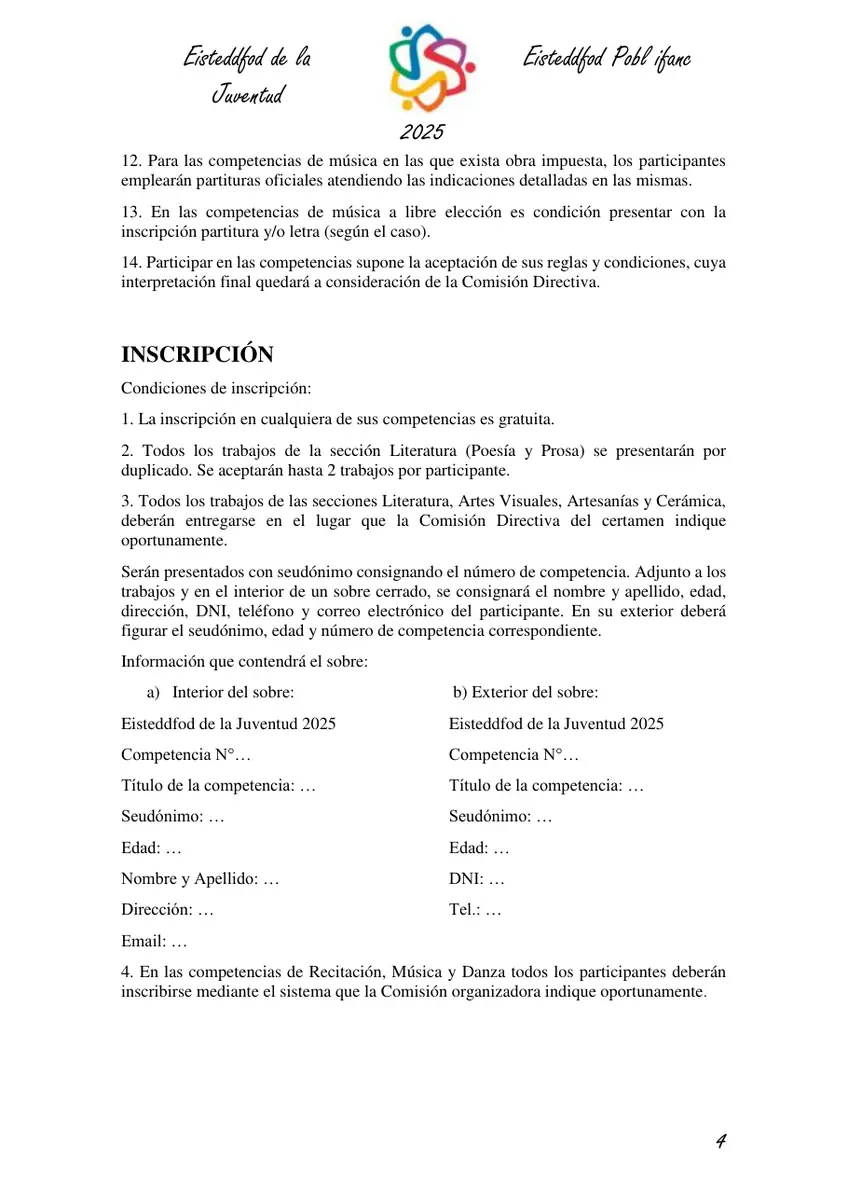 Eisteddfod de la
Juventud
Eisteddfod Pobl ifanc
2025
12. Para las competencias de música en las que exista obra impuesta, los participantes
emplearán partituras oficiales atendiendo las indicaciones detalladas en las mismas.
13. En las competencias de música a libre elección es condición presentar con la
inscripción partitura y/o letra (según el caso).
14. Participar en las competencias supone la aceptación de sus reglas y condiciones, cuya
interpretación final quedará a consideración de la Comisión Directiva.
INSCRIPCIÓN
Condiciones de inscripción:
1. La inscripción en cualquiera de sus competencias es gratuita.
2. Todos los trabajos de la sección Literatura (Poesía y Prosa) se presentarán por
duplicado. Se aceptarán hasta 2 trabajos por participante.
3. Todos los trabajos de las secciones Literatura, Artes Visuales, Artesanías y Cerámica,
deberán entregarse en el lugar que la Comisión Directiva del certamen indique
oportunamente.
Serán presentados con seudónimo consignando el número de competencia. Adjunto a los
trabajos y en el interior de un sobre cerrado, se consignará el nombre y apellido, edad,
dirección, DNI, teléfono y correo electrónico del participante. En su exterior deberá
figurar el seudónimo, edad y número de competencia correspondiente.
Información que contendrá el sobre:
a) Interior del sobre:
Eisteddfod de la Juventud 2025
Competencia N°…
Título de la competencia: …
Seudónimo: …
Edad: …
Nombre y Apellido: …
Dirección: …
Email: …
b) Exterior del sobre:
Eisteddfod de la Juventud 2025
Competencia N°…
Título de la competencia: …
Seudónimo: …
Edad: …
DNI: …
Tel.: …
4. En las competencias de Recitación, Música y Danza todos los participantes deberán
inscribirse mediante el sistema que la Comisión organizadora indique oportunamente.
4